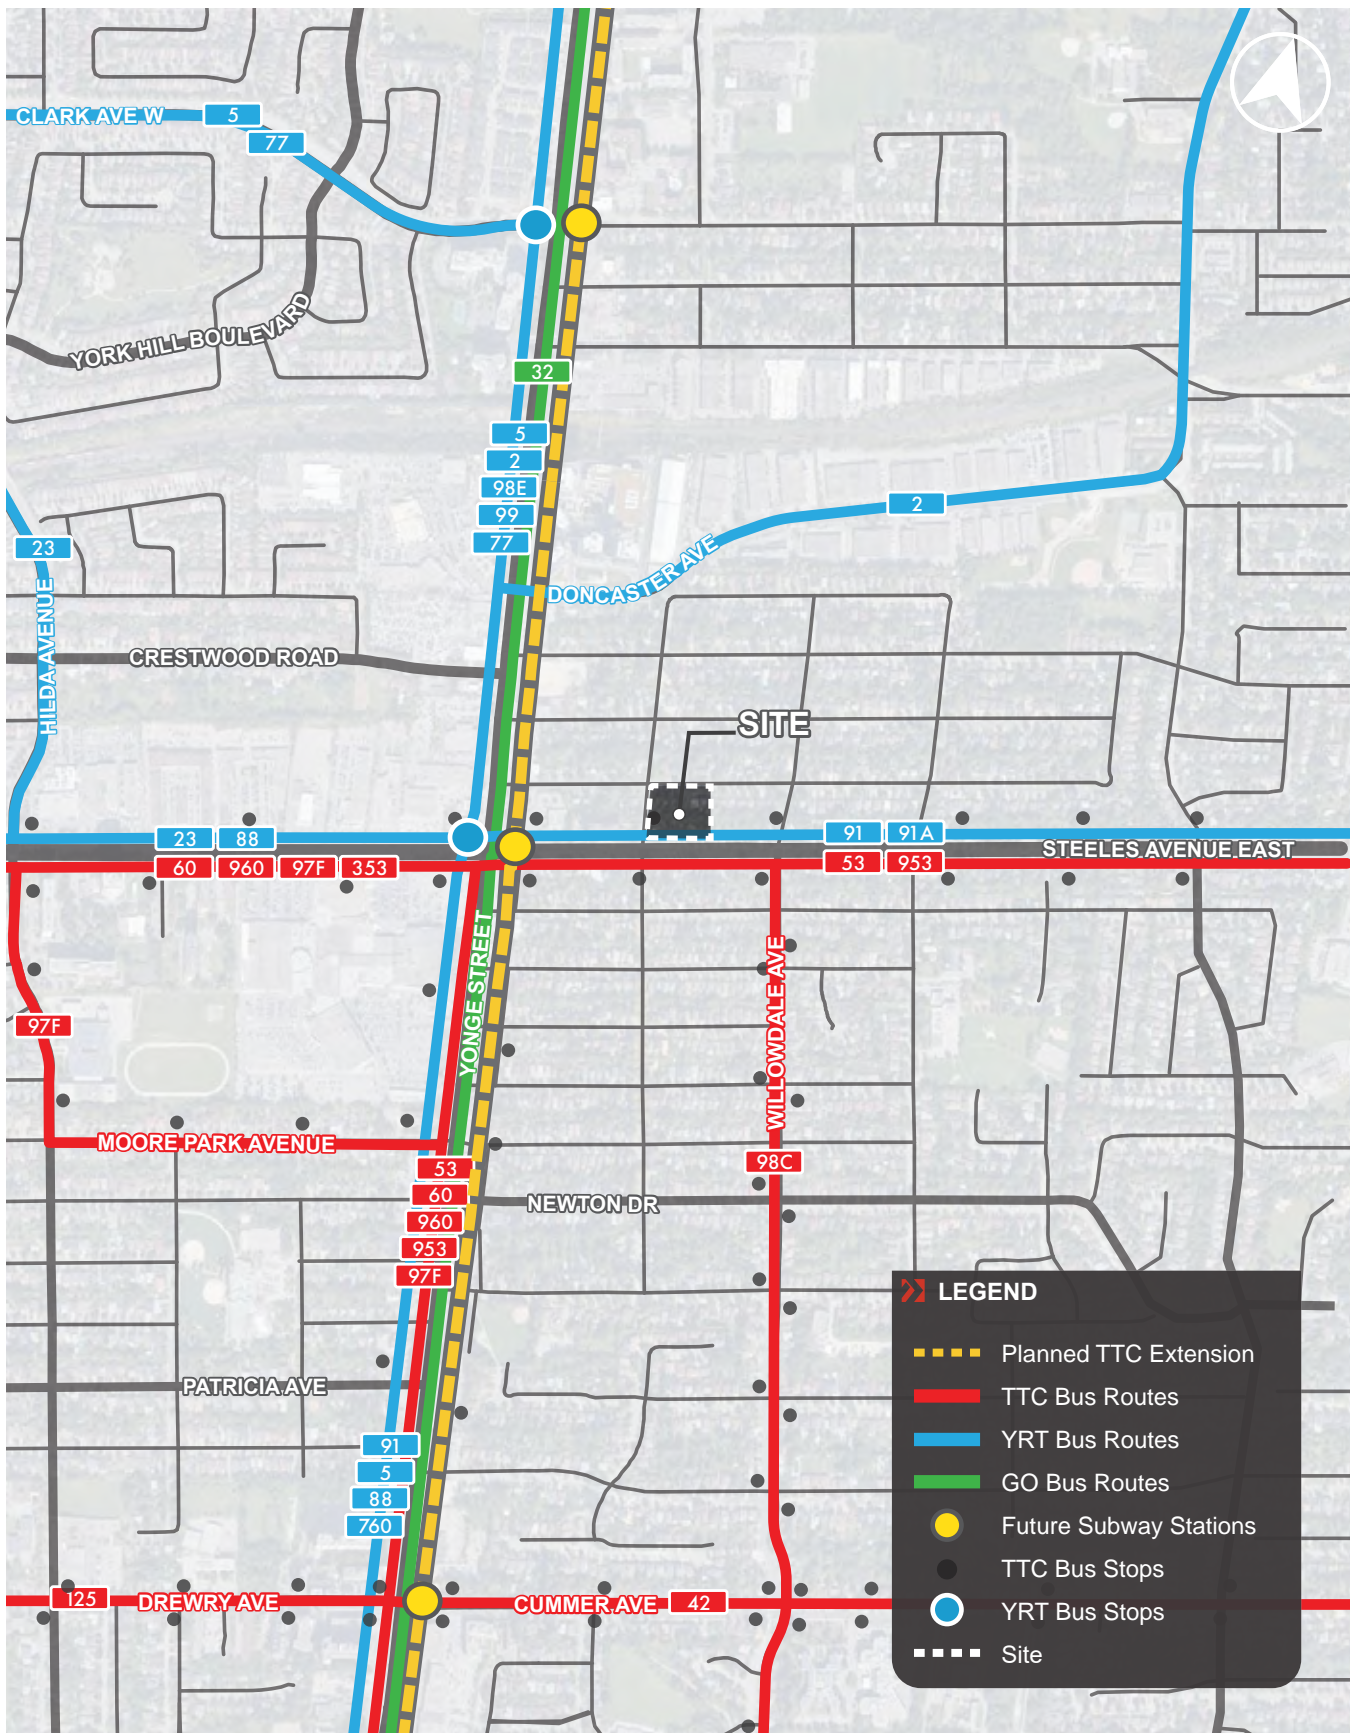 CLARK AVE W
5
77
YORK HILL BOULEVARD
32
5
2
98E
99
77
2
DONCASTER AVE
23
HILDA AVENUE
CRESTWOOD ROAD
SITE
23
88
91
91A
STEELES AVENUE EAST
60
960
97F
353
53
953
YONGE STREET
WILLOWDALE AVE
97F
MOORE PARK AVENUE
53
60
960
953
97F
98C
NEWTON DR
PATRICIA AVE
91
5
88
760
125
DREWRY AVE
CUMMER AVE
42
LEGEND
Planned TTC Extension
TTC Bus Routes
YRT Bus Routes
GO Bus Routes
Future Subway Stations
TTC Bus Stops
YRT Bus Stops
Site